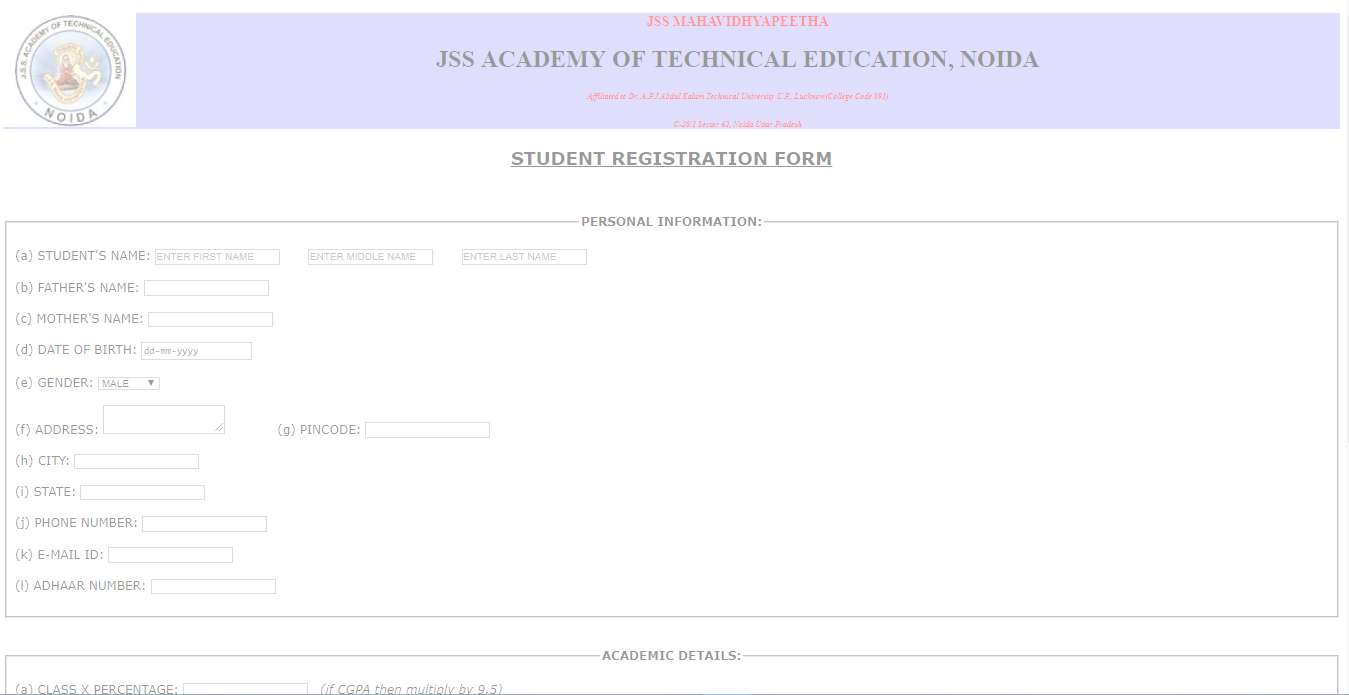 J.S.S. ACADEMY OF TECHNICAL EDUCATION
NOIDA
JSS MAHAVIDHYAPEETHA
JSS ACADEMY OF TECHNICAL EDUCATION, NOIDA
Affiliated to Dr. A.P.J.Abdul Kalam Technical University, U.P., Lucknow(College Code 091)
C-20/1 Sector 62, Noida Uttar Pradesh
STUDENT REGISTRATION FORM
PERSONAL INFORMATION:
(a) STUDENT'S NAME: ENTER FIRST NAME ENTER MIDDLE NAME ENTER LAST NAME
(b) FATHER'S NAME:
(c) MOTHER'S NAME:
(d) DATE OF BIRTH: dd-mm-yyyy
(e) GENDER: MALE
(f) ADDRESS: (g) PINCODE:
(h) CITY:
(i) STATE:
(j) PHONE NUMBER:
(k) E-MAIL ID:
(l) ADHAAR NUMBER:
ACADEMIC DETAILS:
(a) CLASS X PERCENTAGE: (if CGPA then multiply by 9.5)